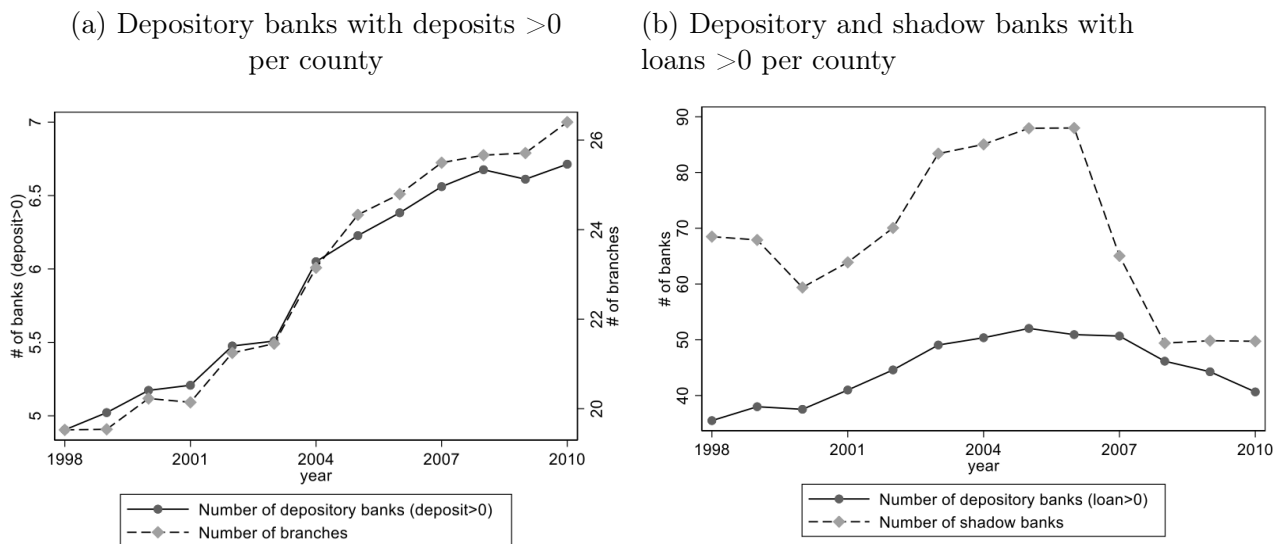 (a) Depository banks with deposits >0
per county
# of banks (deposit>0)
7
6.5
6
5.5
5
# of branches
26
24
22
20
1998
2001
2004
2007
2010
year
Number of depository banks (deposit>0)
Number of branches
(b) Depository and shadow banks with
loans >0 per county
# of banks
90
80
70
60
50
40
1998
2001
2004
2007
2010
year
Number of depository banks (loan>0)
Number of shadow banks